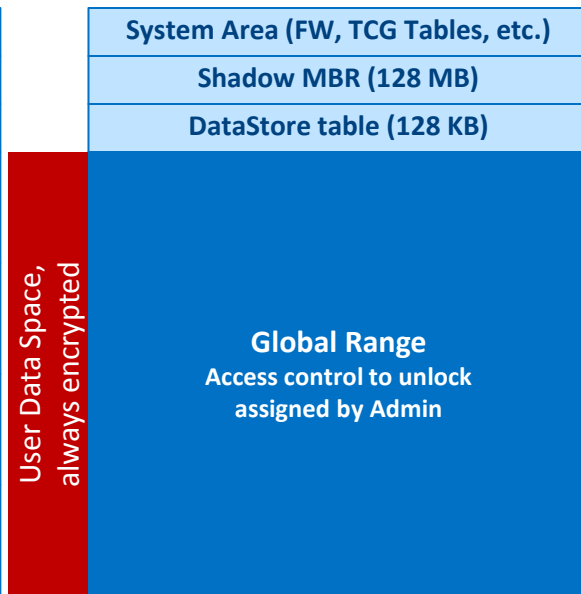 System Area (FW, TCG Tables, etc.)
Shadow MBR (128 MB)
DataStore table (128 KB)
User Data Space,
always encrypted
Global Range
Access control to unlock
assigned by Admin